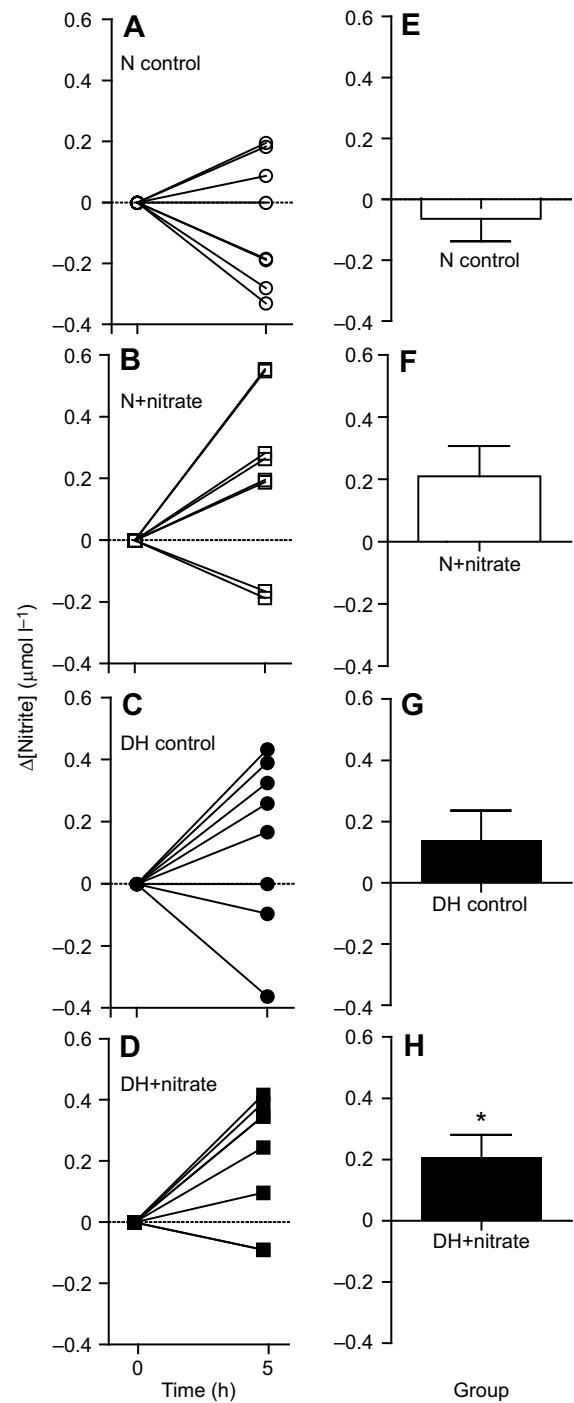 A
N control
0.6
0.4
0.2
0
–0.2
–0.4
E
N control
0.6
0.4
0.2
0
–0.2
–0.4
B
N+nitrate
0.6
0.4
0.2
0
–0.2
–0.4
F
N+nitrate
0.6
0.4
0.2
0
–0.2
–0.4
Δ[Nitrite] (μmol l–1)
C
DH control
0.6
0.4
0.2
0
–0.2
–0.4
G
DH control
0.6
0.4
0.2
0
–0.2
–0.4
D
DH+nitrate
0.6
0.4
0.2
0
–0.2
–0.4
0 5
Time (h)
H
*
DH+nitrate
0.6
0.4
0.2
0
–0.2
–0.4
Group